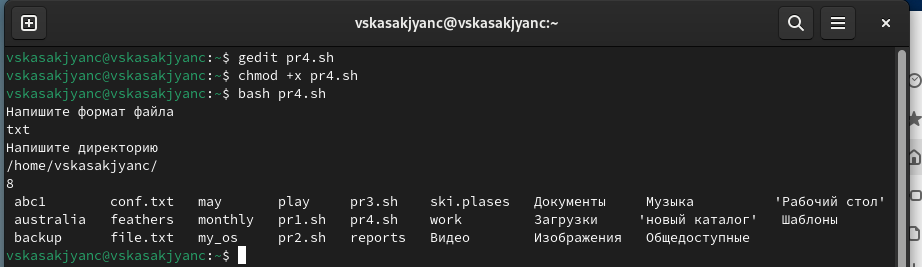 vskasakjyanc@vskasakjyanc:~
vskasakjyanc@vskasakjyanc:~$ gedit pr4.sh
vskasakjyanc@vskasakjyanc:~$ chmod +x pr4.sh
vskasakjyanc@vskasakjyanc:~$ bash pr4.sh
Напишите формат файла
txt
Напишите директорию
/home/vskasakjyanc/
8
abc1 conf.txt may play pr3.sh ski.plases Документы Музыка 'Рабочий стол'
australia feathers monthly pr1.sh pr4.sh work Загрузки 'новый каталог' Шаблоны
backup file.txt my_os pr2.sh reports Видео Изображения Общедоступные
vskasakjyanc@vskasakjyanc:~$